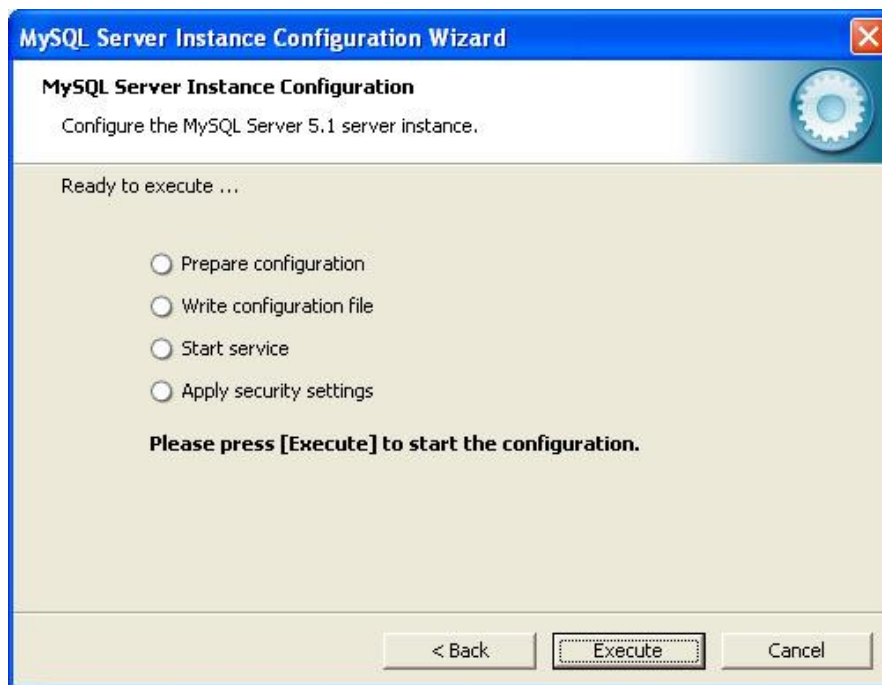 MySQL Server Instance Configuration Wizard
MySQL Server Instance Configuration
Configure the MySQL Server 5.1 server instance.
Ready to execute ...
Prepare configuration
Write configuration file
Start service
Apply security settings
Please press [Execute] to start the configuration.
< Back
Execute
Cancel